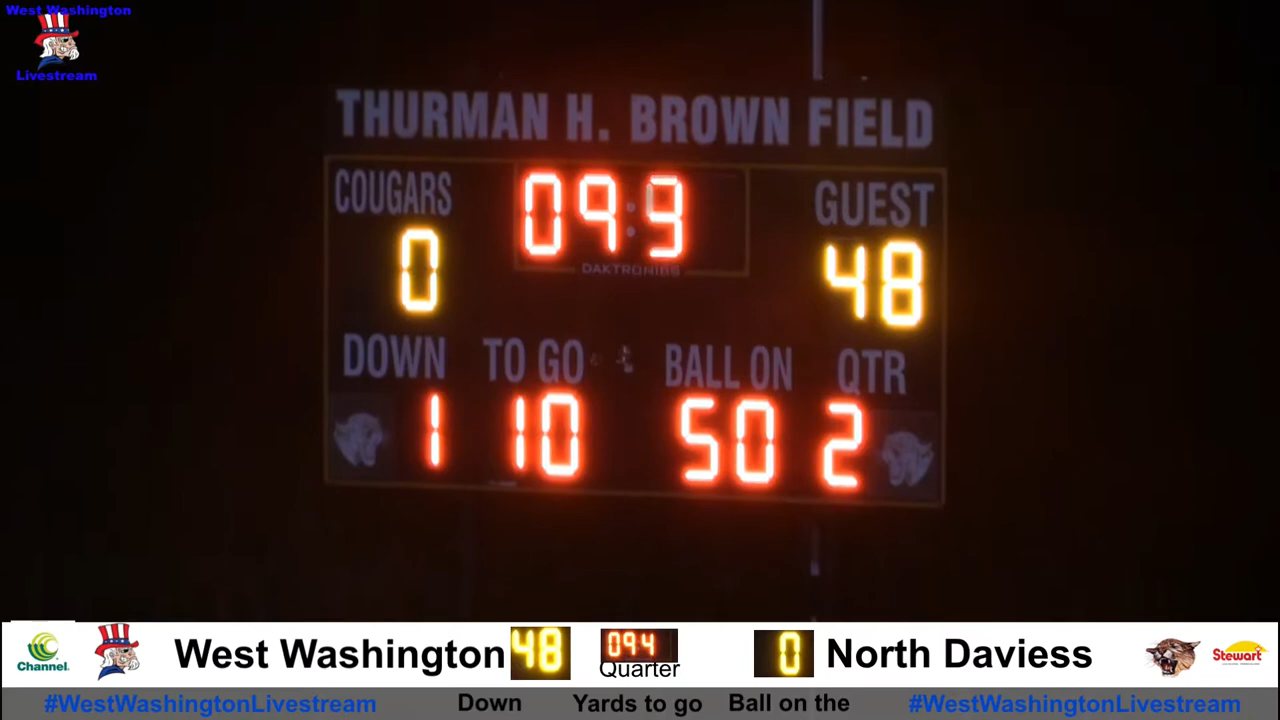 West Washington
Livestream
THURMAN H. BROWN FIELD
COUGARS
09:9
GUEST
0
48
DAKTRONICS
DOWN
TO GO
BALL ON
QTR
1
10
50
2
Channel
West Washington
48
094
Quarter
0
North Daviess
Stewart
#WestWashingtonLivestream
Down
Yards to go
Ball on the
#WestWashingtonLivestream